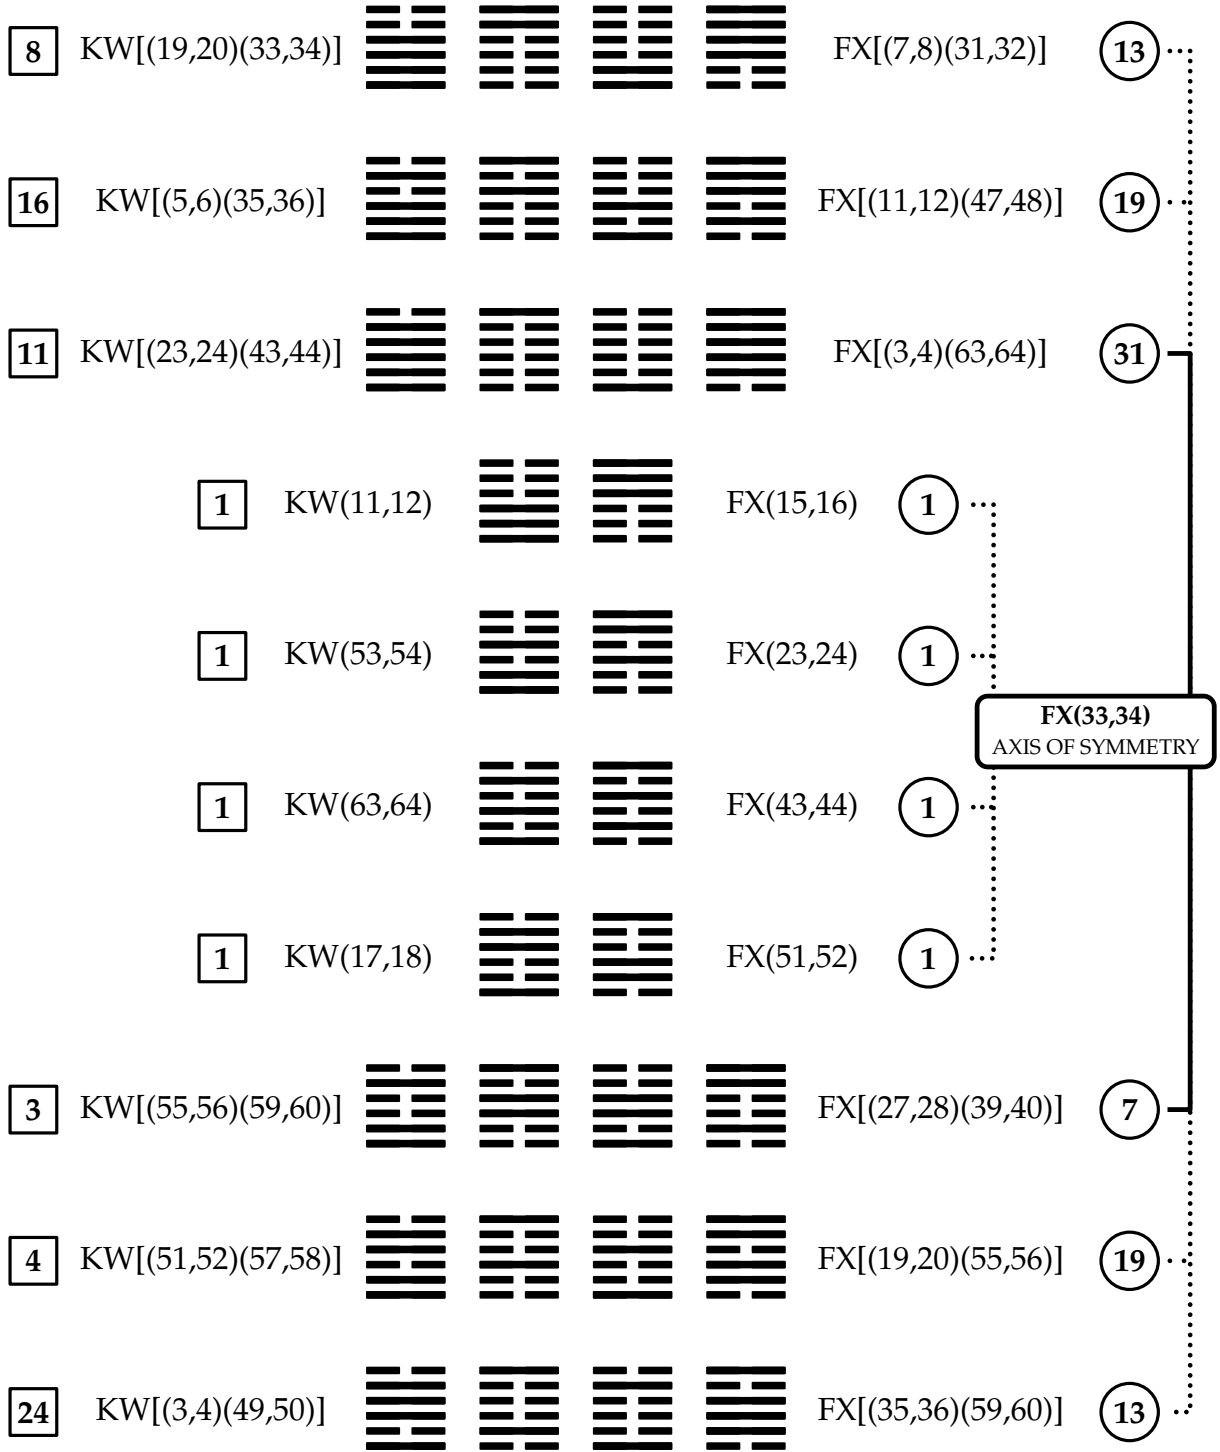 8 KW[(19,20)(33,34)] FX[(7,8)(31,32)] 13
16 KW[(5,6)(35,36)] FX[(11,12)(47,48)] 19
11 KW[(23,24)(43,44)] FX[(3,4)(63,64)] 31
1 KW(11,12) FX(15,16) 1
1 KW(53,54) FX(23,24) 1
FX(33,34)
AXIS OF SYMMETRY
1 KW(63,64) FX(43,44) 1
1 KW(17,18) FX(51,52) 1
3 KW[(55,56)(59,60)] FX[(27,28)(39,40)] 7
4 KW[(51,52)(57,58)] FX[(19,20)(55,56)] 19
24 KW[(3,4)(49,50)] FX[(35,36)(59,60)] 13